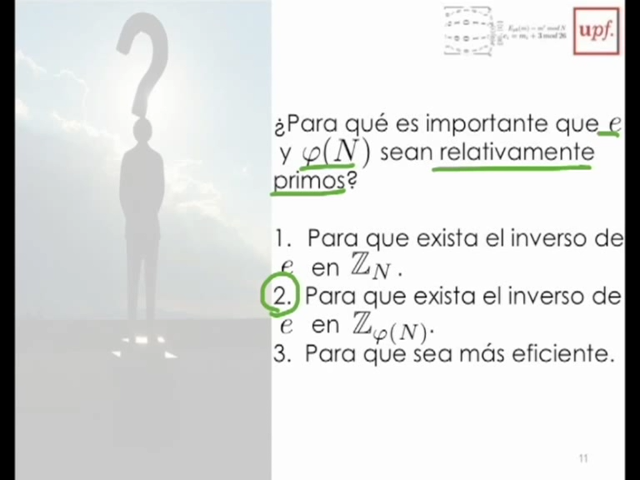 upf.
¿Para qué es importante que e
y φ(N) sean relativamente
primos?
1. Para que exista el inverso de
e en ℤ_N.
2. Para que exista el inverso de
e en ℤ_φ(N).
3. Para que sea más eficiente.
11